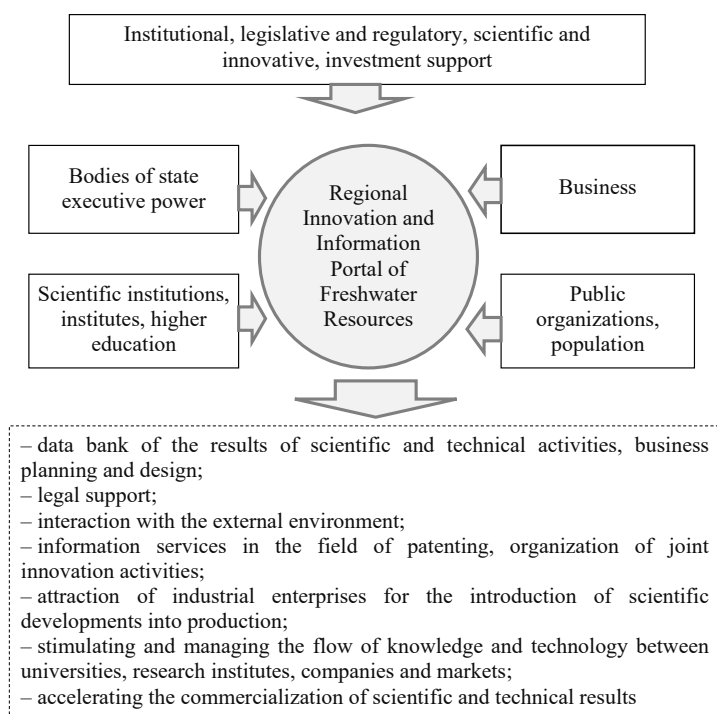 Institutional, legislative and regulatory, scientific and
innovative, investment support
Bodies of state
executive power
Regional
Innovation and
Information
Portal of
Freshwater
Resources
Business
Scientific institutions,
institutes, higher
education
Public
organizations,
population
– data bank of the results of scientific and technical activities, business
planning and design;
– legal support;
– interaction with the external environment;
– information services in the field of patenting, organization of joint
innovation activities;
– attraction of industrial enterprises for the introduction of scientific
developments into production;
– stimulating and managing the flow of knowledge and technology between
universities, research institutes, companies and markets;
– accelerating the commercialization of scientific and technical results